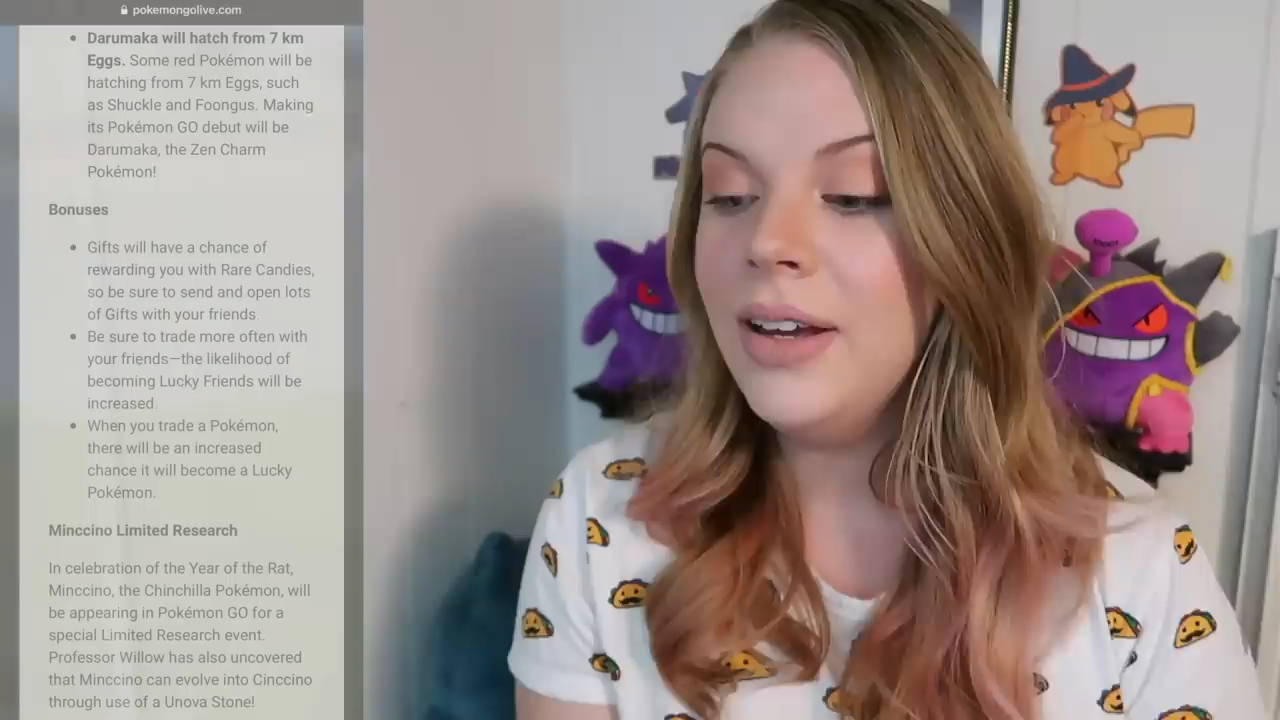 pokemongolive.com
• Darumaka will hatch from 7 km
Eggs. Some red Pokémon will be
hatching from 7 km Eggs, such
as Shuckle and Foongus. Making
its Pokémon GO debut will be
Darumaka, the Zen Charm
Pokémon!
Bonuses
• Gifts will have a chance of
rewarding you with Rare Candies,
so be sure to send and open lots
of Gifts with your friends.
• Be sure to trade more often with
your friends—the likelihood of
becoming Lucky Friends will be
increased.
• When you trade a Pokémon,
there will be an increased
chance it will become a Lucky
Pokémon.
Minccino Limited Research
In celebration of the Year of the Rat,
Minccino, the Chinchilla Pokémon, will
be appearing in Pokémon GO for a
special Limited Research event.
Professor Willow has also uncovered
that Minccino can evolve into Cinccino
through use of a Unova Stone!